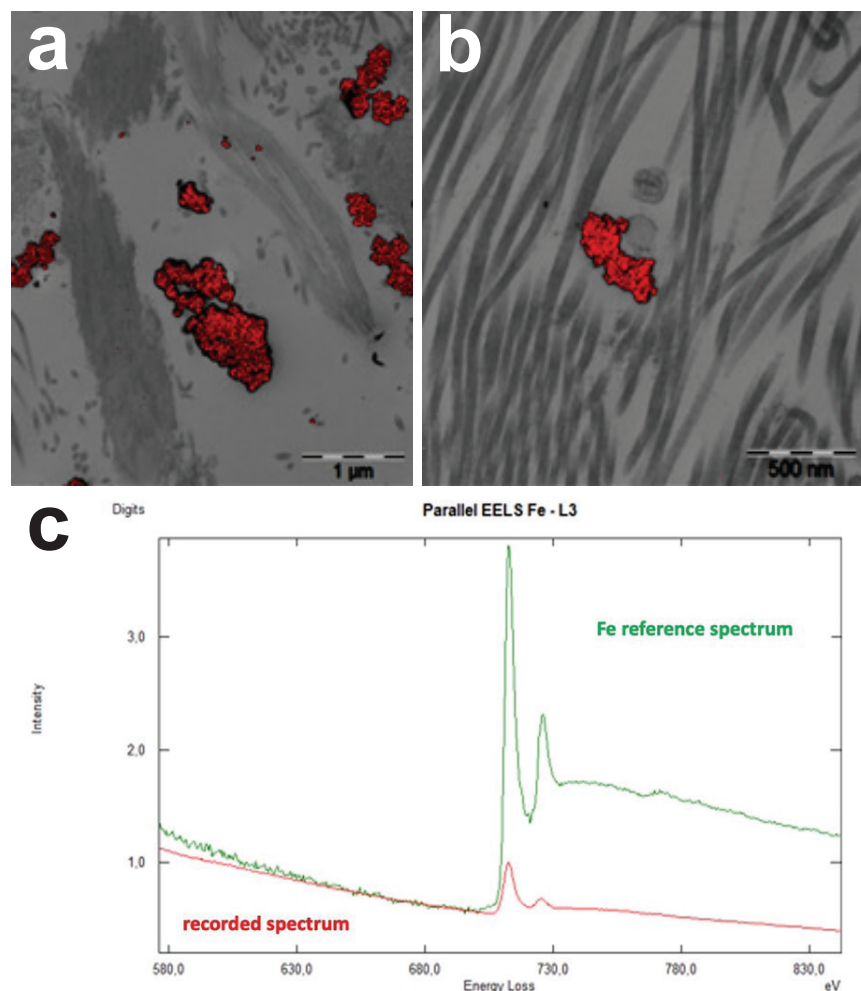 a
b
1 µm
500 nm
c
Digits
Parallel EELS Fe - L3
3,0
Fe reference spectrum
Intensity
2,0
1,0
recorded spectrum
580,0 630,0 680,0 730,0 780,0 830,0
Energy Loss eV